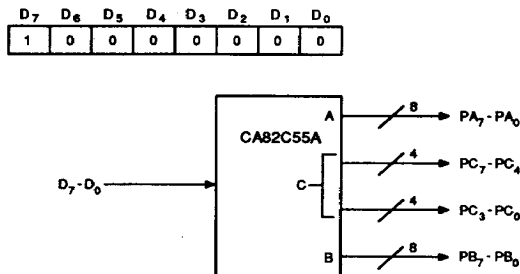 D7 D6 D5 D4 D3 D2 D1 D0
1 0 0 0 0 0 0 0
A 8 PA7-PA0
CA82C55A
4 PC7-PC4
D7-D0 C
4 PC3-PC0
B 8 PB7-PB0